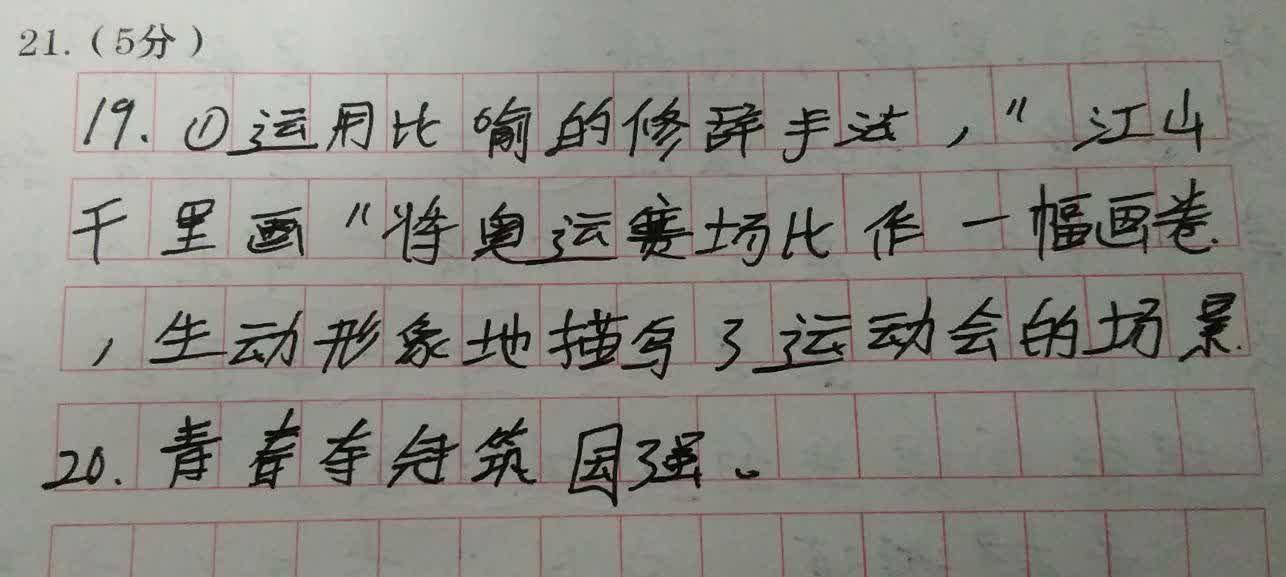 21.(5分)
19.①运用比喻的修辞手法,"江山
千里画"将奥运赛场比作一幅画卷
,生动形象地描写了运动会的场景.
20.青春夺冠筑国强。